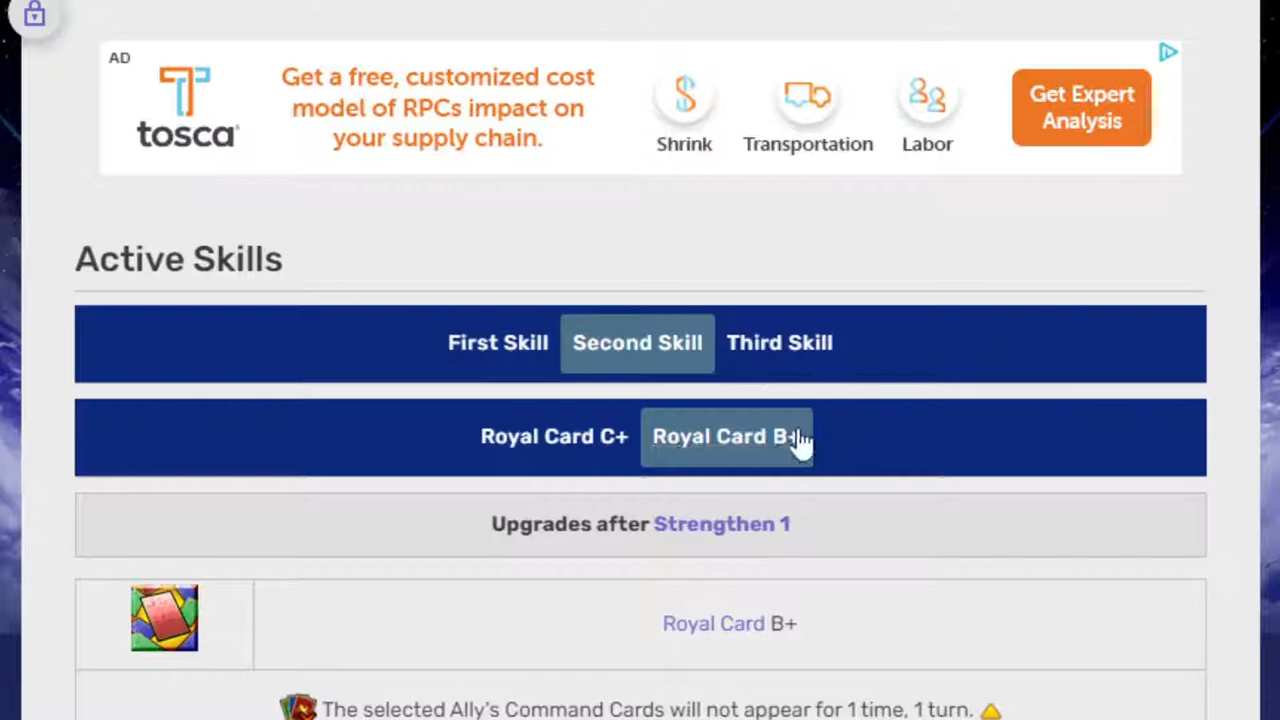 AD
tosca
Get a free, customized cost
model of RPCs impact on
your supply chain.
Shrink
Transportation
Labor
Get Expert
Analysis
Active Skills
First Skill Second Skill Third Skill
Royal Card C+ Royal Card B+
Upgrades after Strengthen 1
Royal Card B+
The selected Ally's Command Cards will not appear for 1 time, 1 turn.